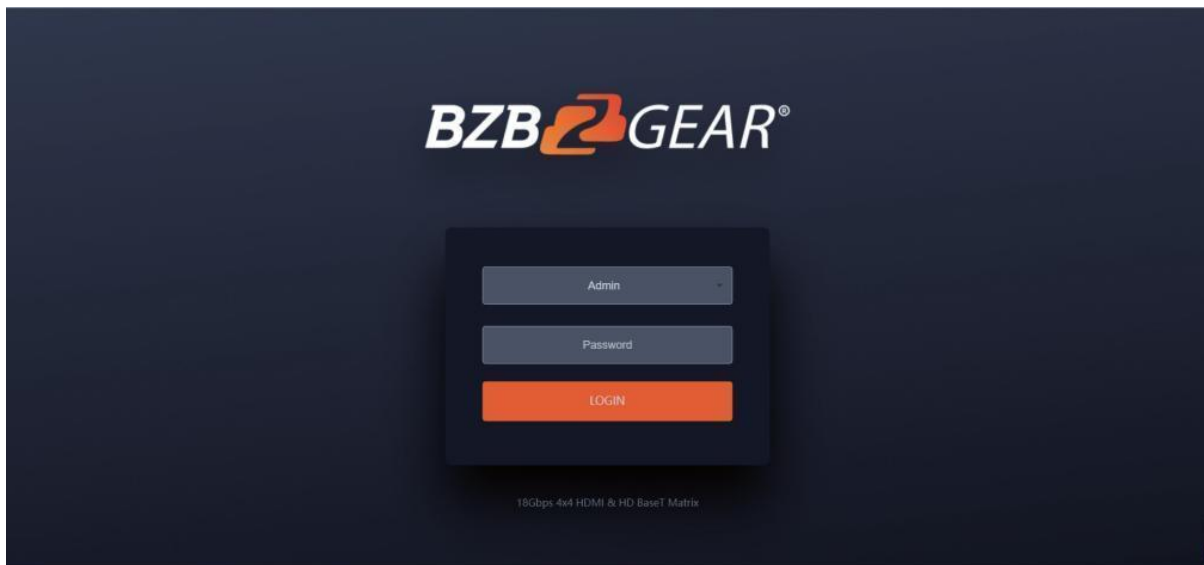 BZB GEAR®
Admin
Password
LOGIN
18Gbps 4x4 HDMI & HD BaseT Matrix